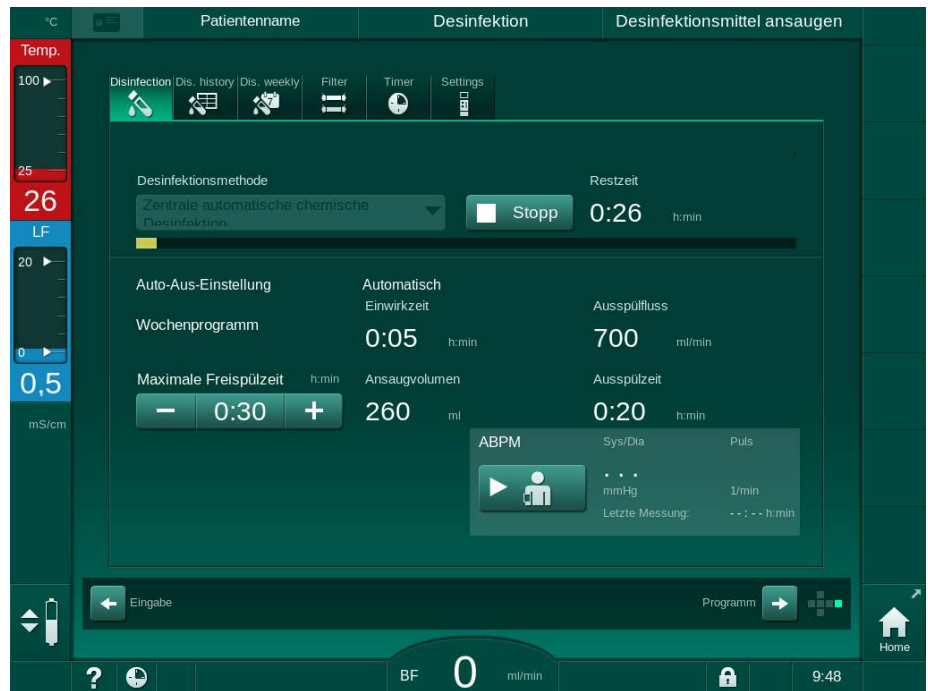 °C
Patientenname
Desinfektion
Desinfektionsmittel ansaugen
Temp.
100
25
26
LF
20
0
0,5
mS/cm
Disinfection
Dis. history
Dis. weekly
Filter
Timer
Settings
Desinfektionsmethode
Zentrale automatische chemische
Desinfektion
Stopp
Restzeit
0:26 h:min
Auto-Aus-Einstellung
Automatisch
Einwirkzeit
Ausspülfluss
Wochenprogramm
0:05 h:min
700 ml/min
Maximale Freispülzeit h:min
Ansaugvolumen
Ausspülzeit
− 0:30 +
260 ml
0:20 h:min
ABPM
Sys/Dia
Puls
. . .
mmHg
1/min
Letzte Messung:
--:-- h:min
Eingabe
Programm
Home
?
BF 0 ml/min
9:48